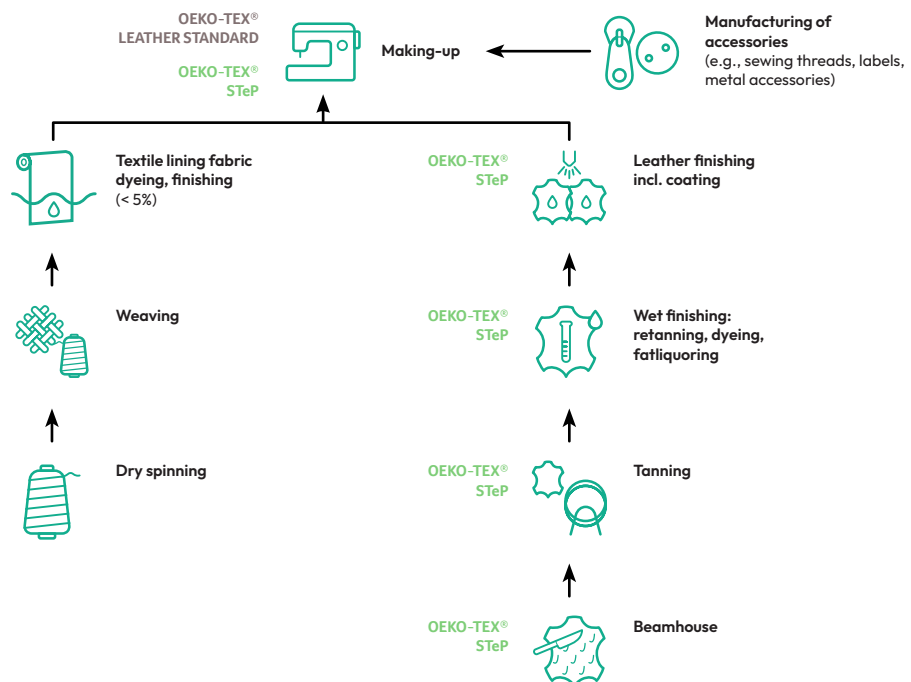 OEKO-TEX®
LEATHER STANDARD
OEKO-TEX®
STeP
Making-up
Manufacturing of
accessories
(e.g., sewing threads, labels,
metal accessories)
Textile lining fabric
dyeing, finishing
(< 5%)
OEKO-TEX®
STeP
Leather finishing
incl. coating
Weaving
OEKO-TEX®
STeP
Wet finishing:
retanning, dyeing,
fatliquoring
Dry spinning
OEKO-TEX®
STeP
Tanning
OEKO-TEX®
STeP
Beamhouse